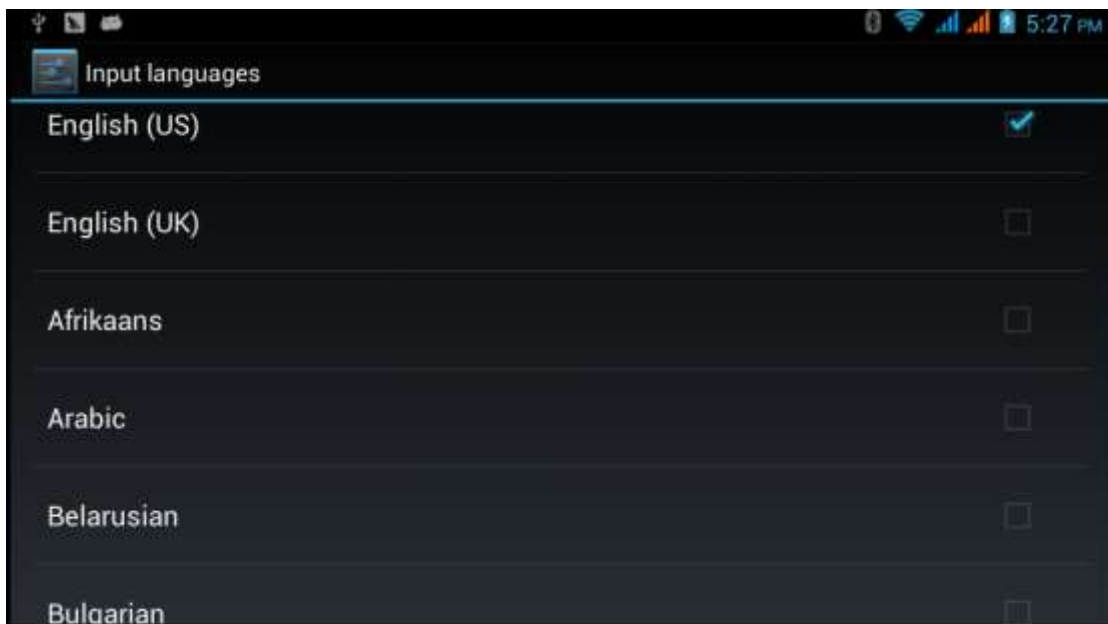 5:27 PM
Input languages
English (US)
English (UK)
Afrikaans
Arabic
Belarusian
Bulgarian